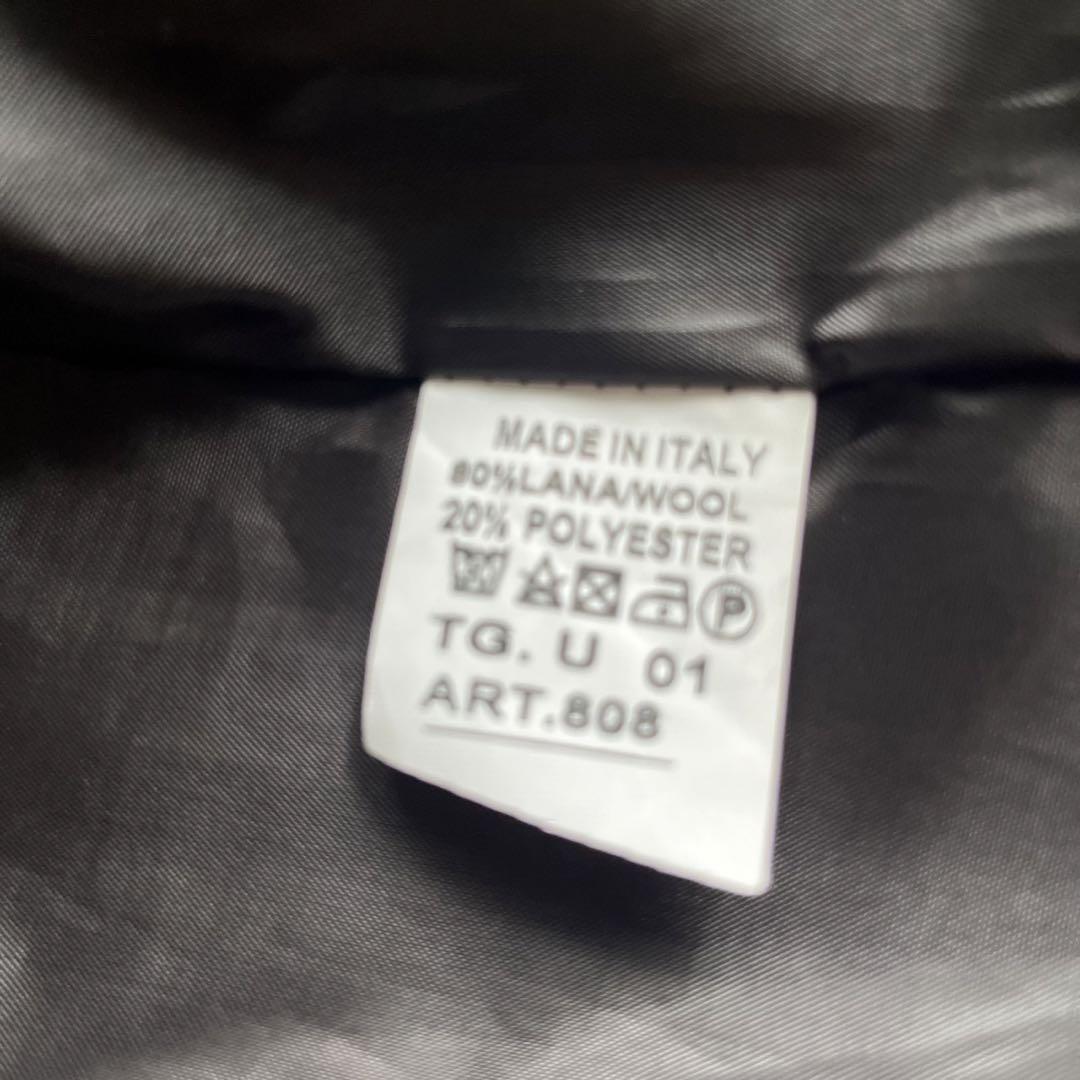 MADE IN ITALY
80%LANA/WOOL
20% POLYESTER
P
TG. U 01
ART.808